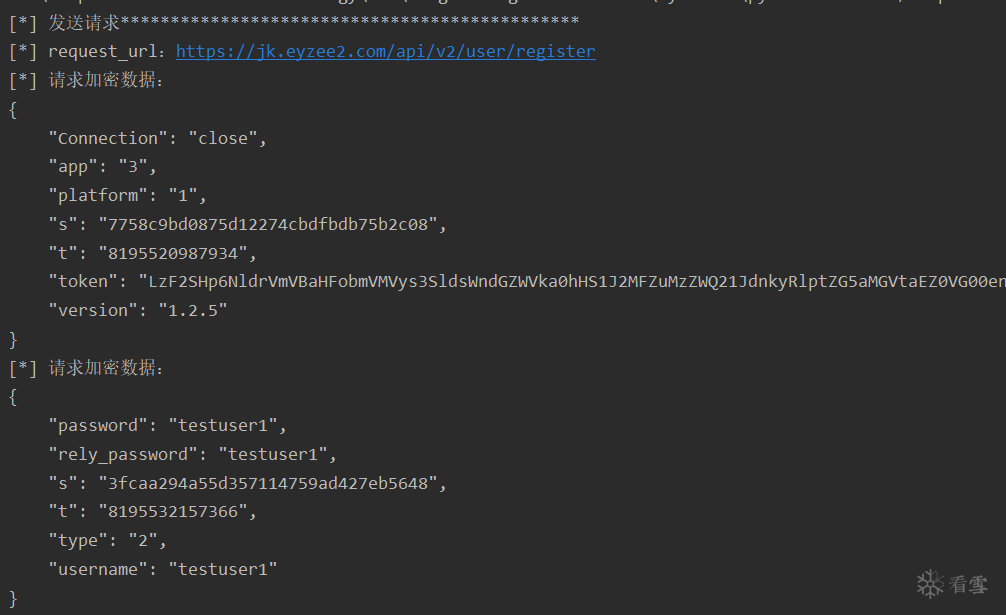 [*] 发送请求**********************************************
[*] request_url：https://jk.eyzee2.com/api/v2/user/register
[*] 请求加密数据：
{
    "Connection": "close",
    "app": "3",
    "platform": "1",
    "s": "7758c9bd0875d12274cbdfbdb75b2c08",
    "t": "8195520987934",
    "token": "LzF2SHp6NldrVmVBaHFobmVMVys3SldsWndGZWVka0hHS1J2MFZuMzZWQ21JdnkyRlptZG5aMGVtaEZ0VG00en
    "version": "1.2.5"
}
[*] 请求加密数据：
{
    "password": "testuser1",
    "rely_password": "testuser1",
    "s": "3fcaa294a55d357114759ad427eb5648",
    "t": "8195532157366",
    "type": "2",
    "username": "testuser1"
}
看雪